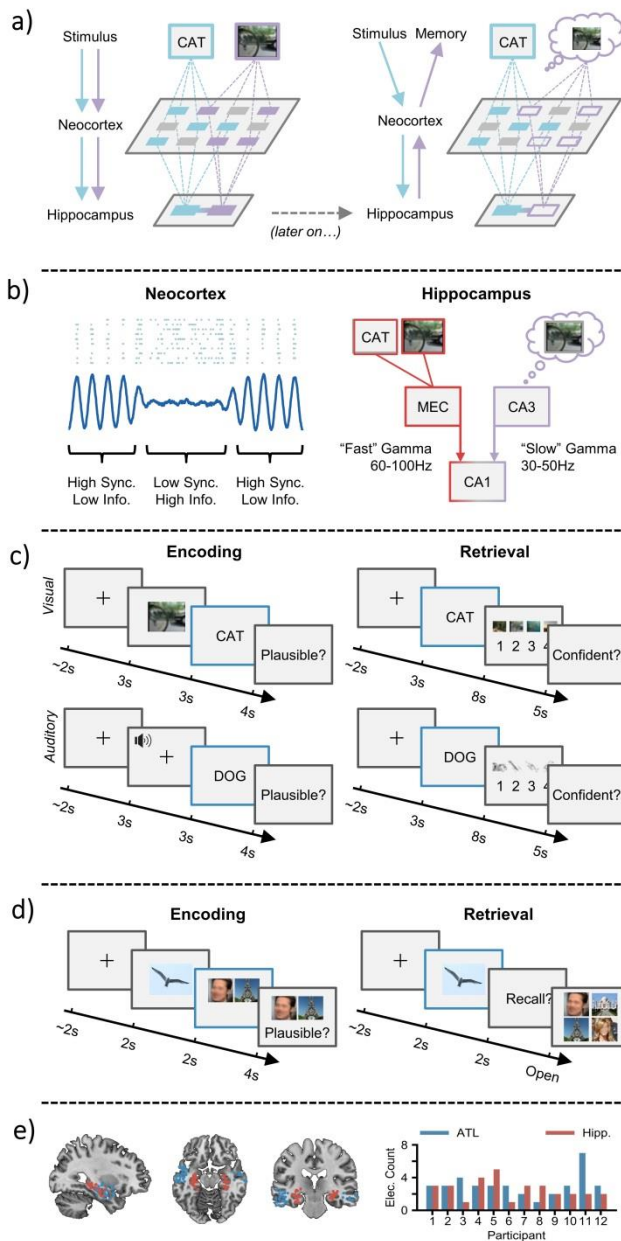 a)
Stimulus
CAT
Neocortex
Hippocampus
(later on...)
Stimulus Memory
CAT
Neocortex
Hippocampus
b)
Neocortex
High Sync.
Low Info.
Low Sync.
High Info.
High Sync.
Low Info.
Hippocampus
CAT
MEC
CA3
"Fast" Gamma
60-100Hz
"Slow" Gamma
30-50Hz
CA1
c)
Encoding
Retrieval
Visual
CAT
Plausible?
~2s
3s
3s
4s
CAT
1 2 3 4
Confident?
~2s
3s
8s
5s
Auditory
DOG
Plausible?
~2s
3s
3s
4s
DOG
1 2 3 4
Confident?
~2s
3s
8s
5s
d)
Encoding
Retrieval
Plausible?
~2s
2s
2s
4s
Recall?
~2s
2s
2s
Open
e)
ATL
Hipp.
Elec. Count
8
4
0
1 2 3 4 5 6 7 8 9 10 11 12
Participant